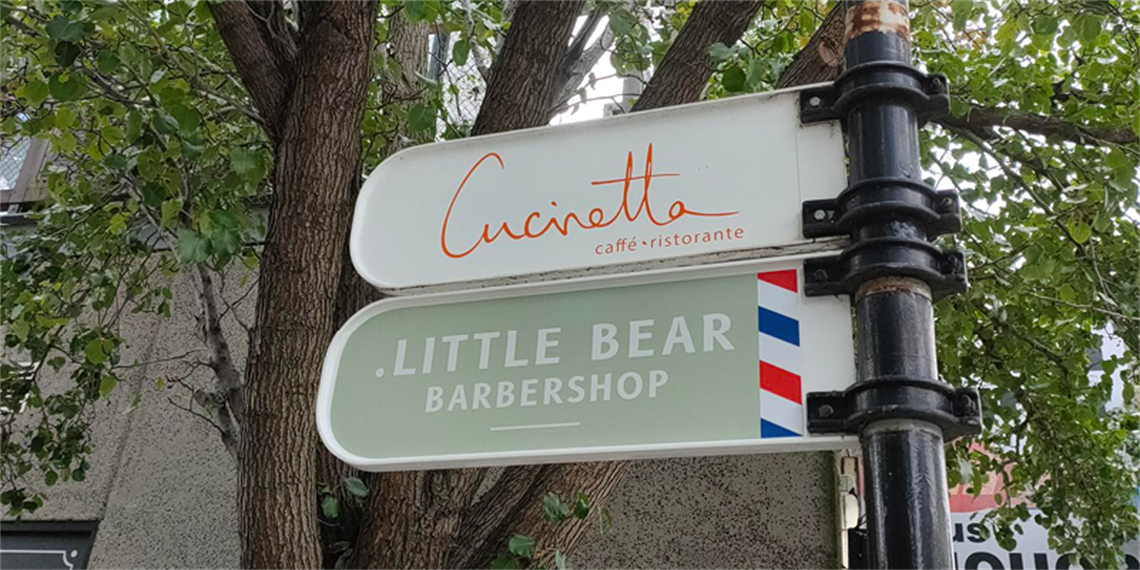 Cucinetta
caffé • ristorante
.LITTLE BEAR
BARBERSHOP